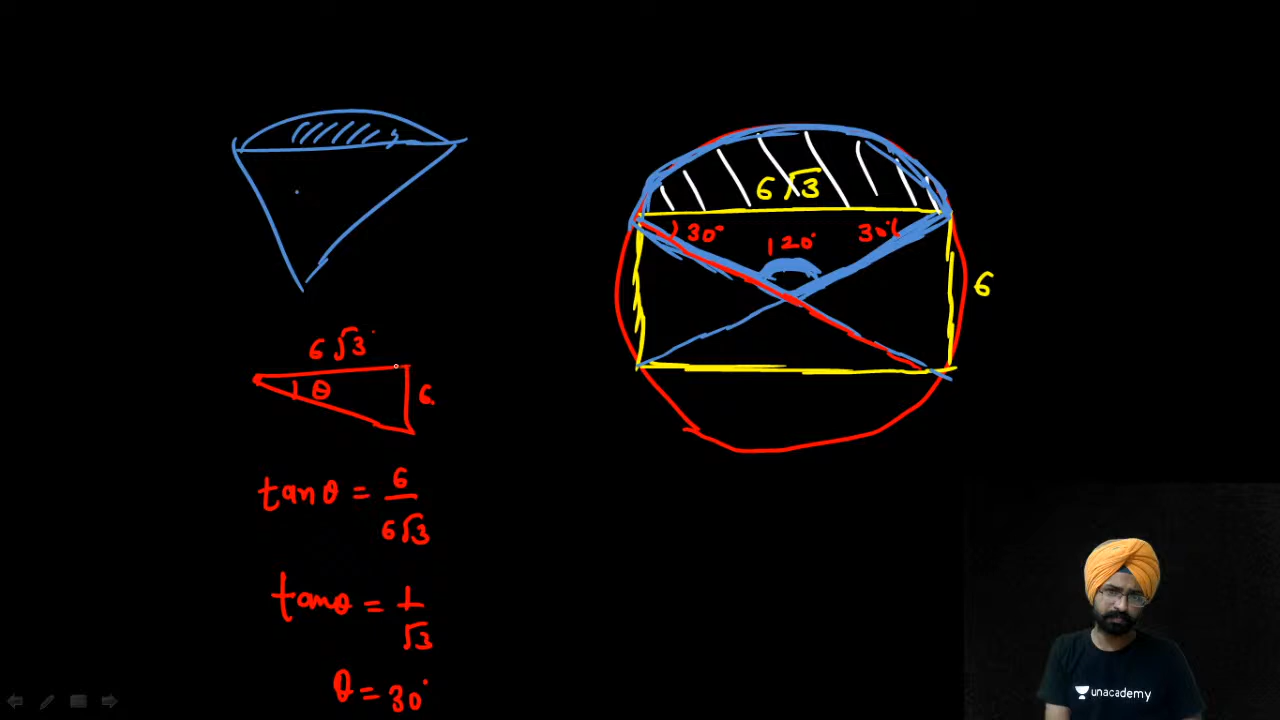 6√3
θ
6
tanθ = 6/6√3
tanθ = 1/√3
θ = 30°
6√3
30°
120°
30°
6
unacademy